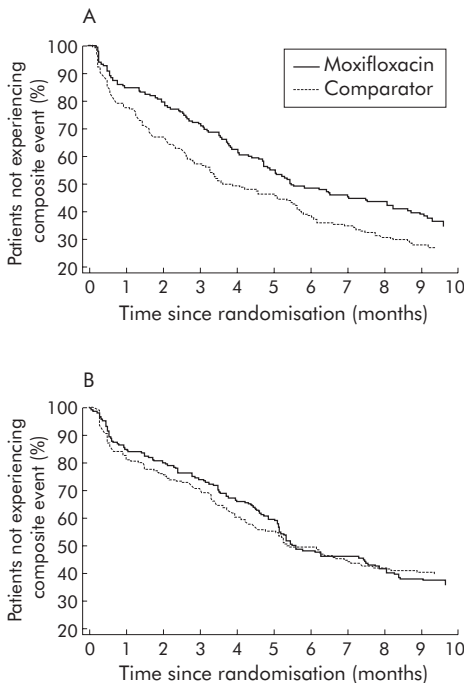 A
Patients not experiencing
composite event (%)
100
90
80
70
60
50
40
30
20
Moxifloxacin
Comparator
0 1 2 3 4 5 6 7 8 9 10
Time since randomisation (months)
B
Patients not experiencing
composite event (%)
100
90
80
70
60
50
40
30
20
0 1 2 3 4 5 6 7 8 9 10
Time since randomisation (months)